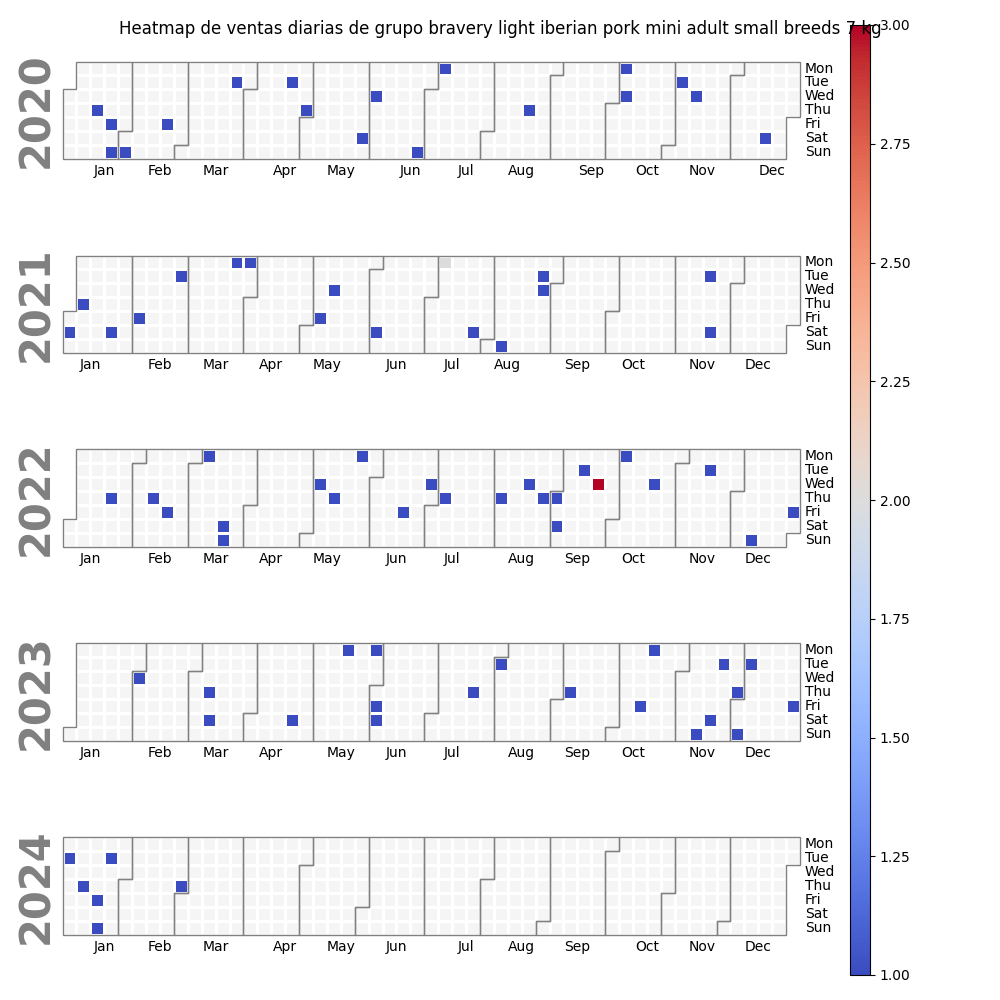 Heatmap de ventas diarias de grupo bravery light iberian pork mini adult small breeds 7 kg
2020
Mon
Tue
Wed
Thu
Fri
Sat
Sun
Jan Feb Mar Apr May Jun Jul Aug Sep Oct Nov Dec
2021
Mon
Tue
Wed
Thu
Fri
Sat
Sun
Jan Feb Mar Apr May Jun Jul Aug Sep Oct Nov Dec
2022
Mon
Tue
Wed
Thu
Fri
Sat
Sun
Jan Feb Mar Apr May Jun Jul Aug Sep Oct Nov Dec
2023
Mon
Tue
Wed
Thu
Fri
Sat
Sun
Jan Feb Mar Apr May Jun Jul Aug Sep Oct Nov Dec
2024
Mon
Tue
Wed
Thu
Fri
Sat
Sun
Jan Feb Mar Apr May Jun Jul Aug Sep Oct Nov Dec
3.00
2.75
2.50
2.25
2.00
1.75
1.50
1.25
1.00